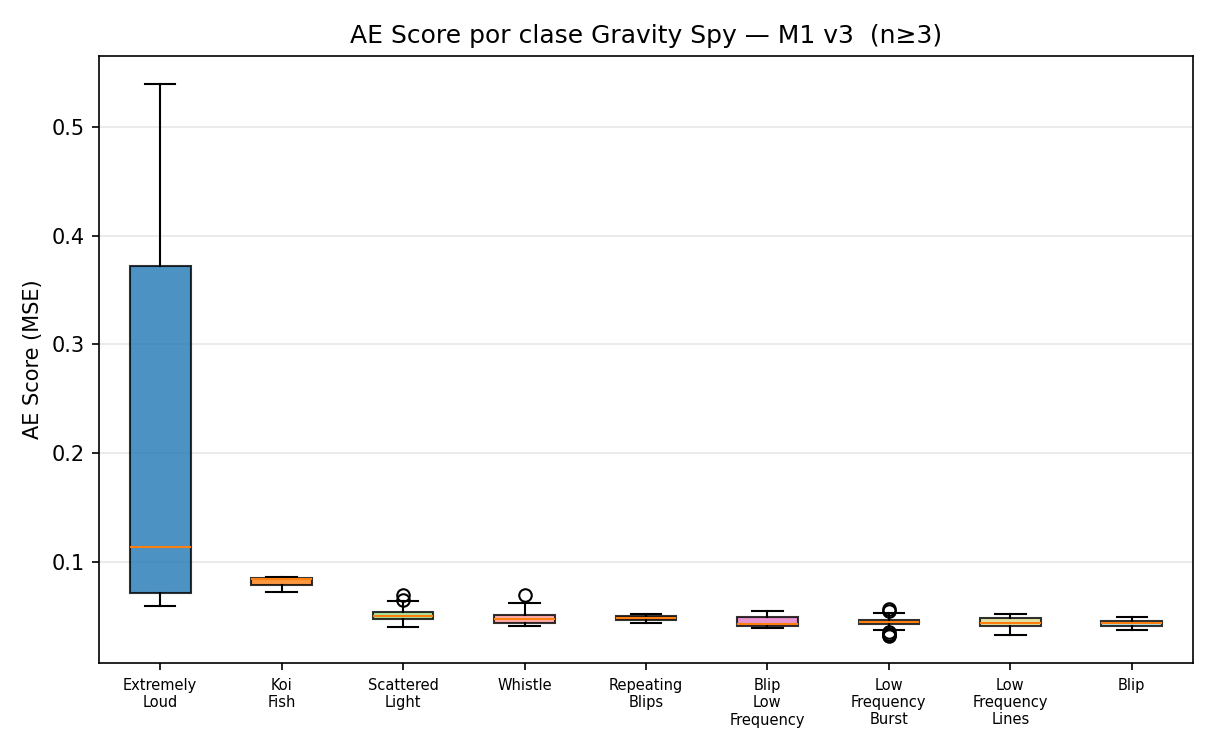 AE Score por clase Gravity Spy — M1 v3  (n≥3)
AE Score (MSE)
0.5
0.4
0.3
0.2
0.1
Extremely
Loud
Koi
Fish
Scattered
Light
Whistle
Repeating
Blips
Blip
Low
Frequency
Low
Frequency
Burst
Low
Frequency
Lines
Blip